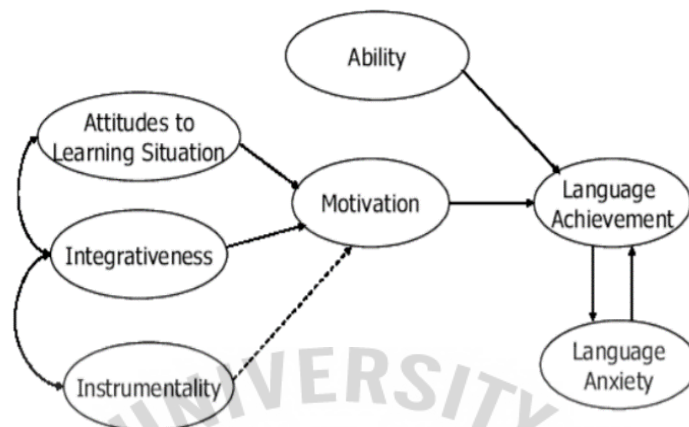 Ability
Attitudes to
Learning Situation
Motivation
Language
Achievement
Integrativeness
Instrumentality
Language
Anxiety
UNIVERSITY